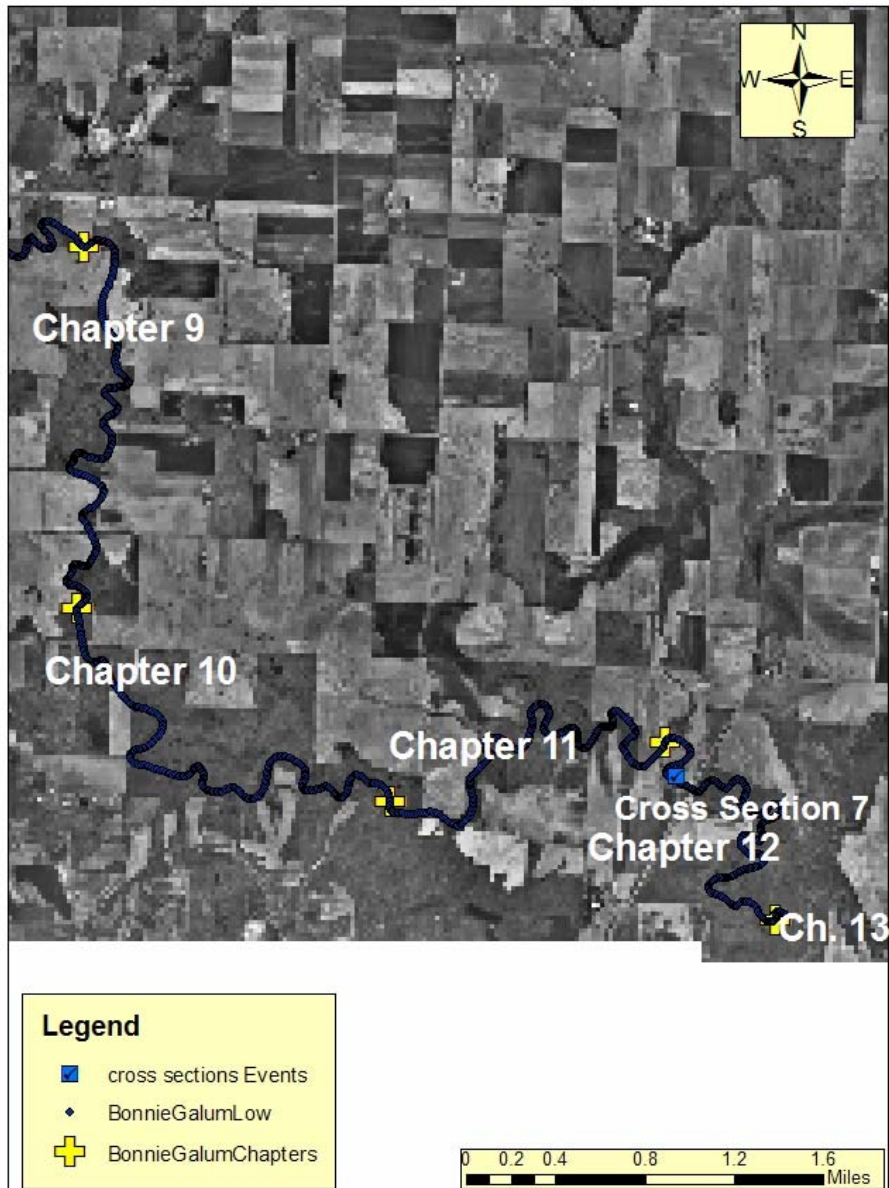 N
W E
S
Chapter 9
Chapter 10
Chapter 11
Cross Section 7
Chapter 12
Ch. 13
Legend
cross sections Events
BonnieGalumLow
BonnieGalumChapters
0 0.2 0.4 0.8 1.2 1.6
Miles